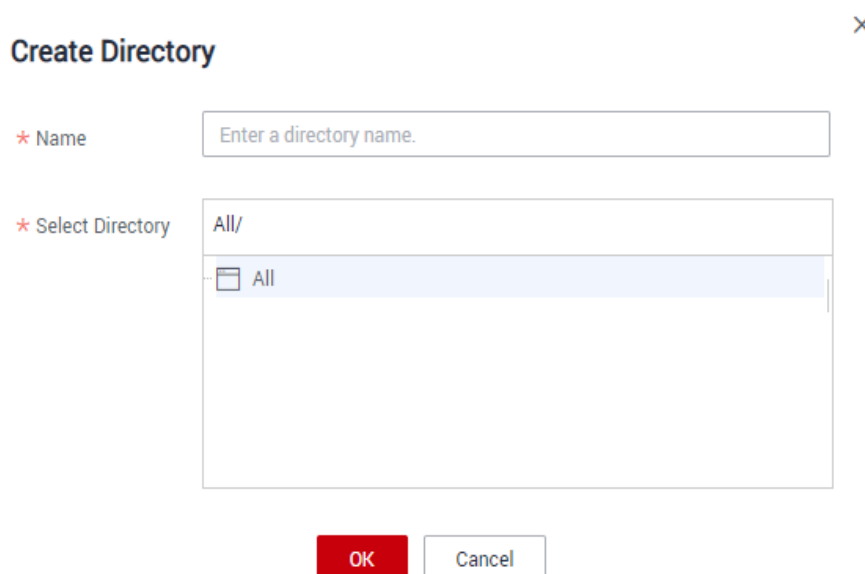 Create Directory
* Name
Enter a directory name.
* Select Directory
All/
All
OK
Cancel